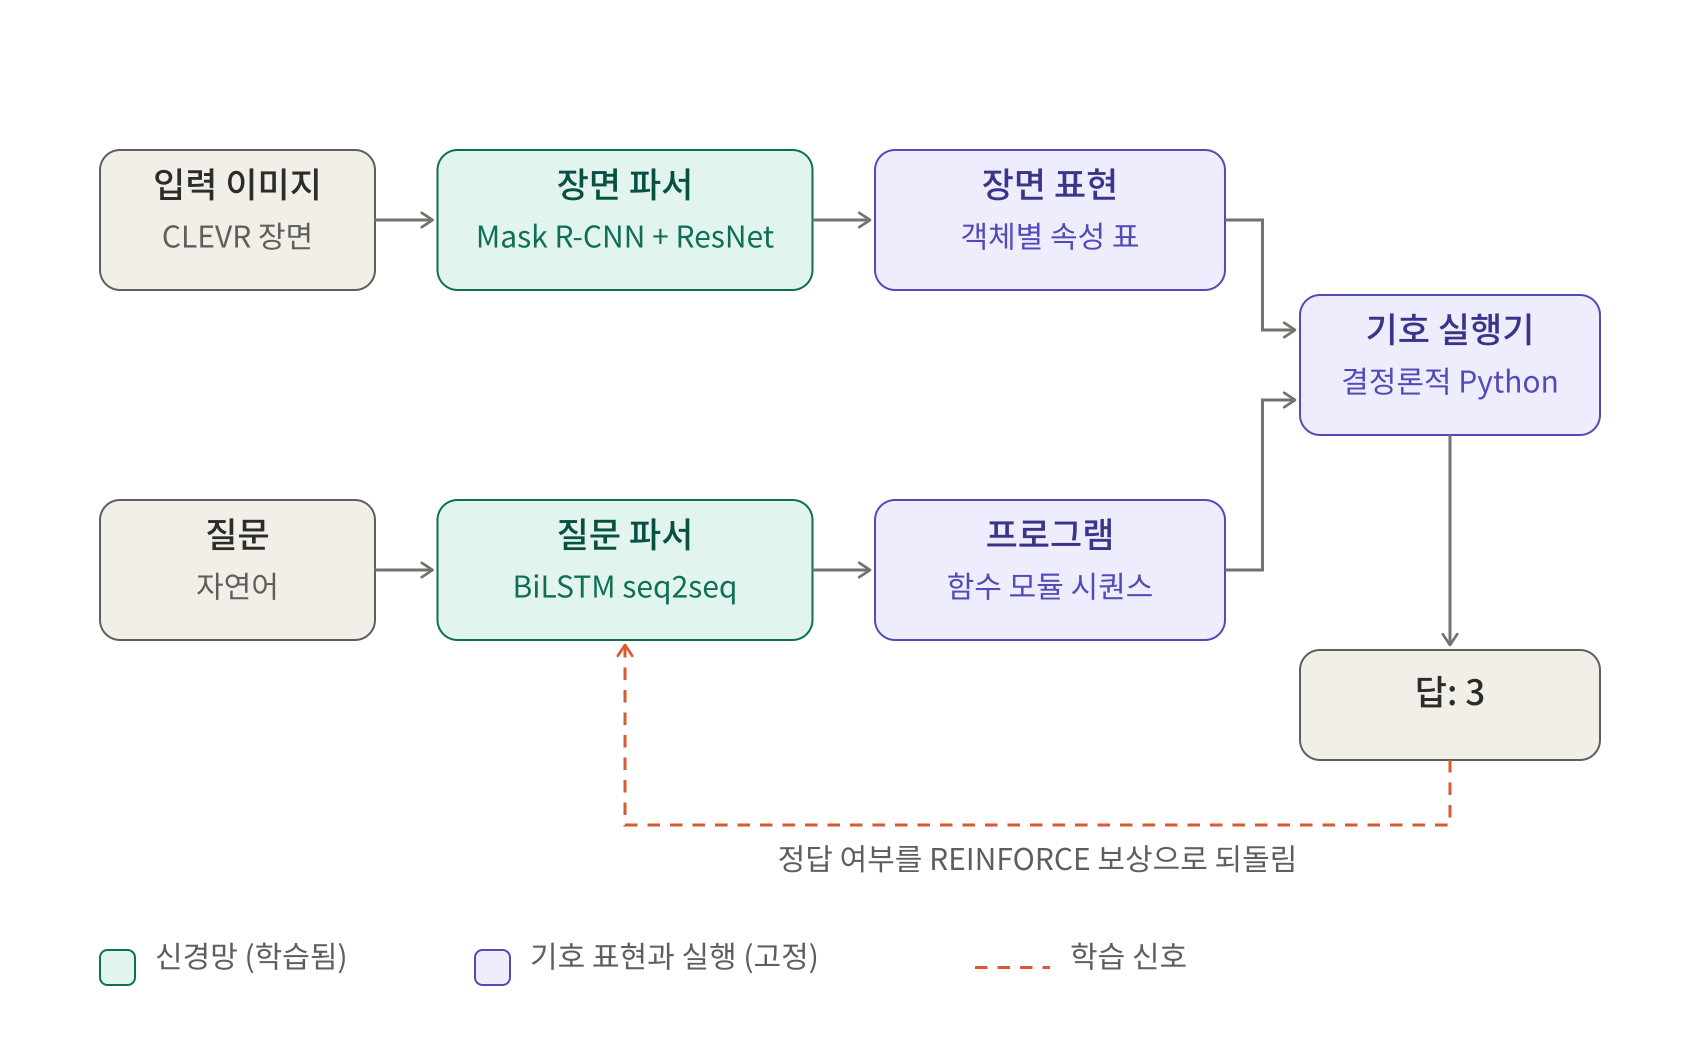 입력 이미지
CLEVR 장면
장면 파서
Mask R-CNN + ResNet
장면 표현
객체별 속성 표
기호 실행기
결정론적 Python
질문
자연어
질문 파서
BiLSTM seq2seq
프로그램
함수 모듈 시퀀스
답: 3
정답 여부를 REINFORCE 보상으로 되돌림
신경망 (학습됨)
기호 표현과 실행 (고정)
학습 신호